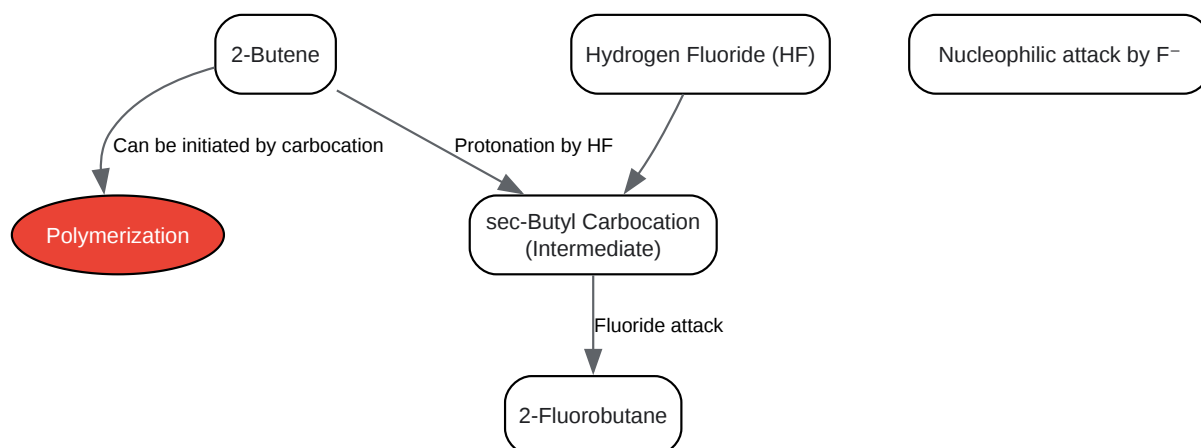 2-Butene
Hydrogen Fluoride (HF)
Nucleophilic attack by F⁻
Can be initiated by carbocation
Protonation by HF
Polymerization
sec-Butyl Carbocation
(Intermediate)
Fluoride attack
2-Fluorobutane